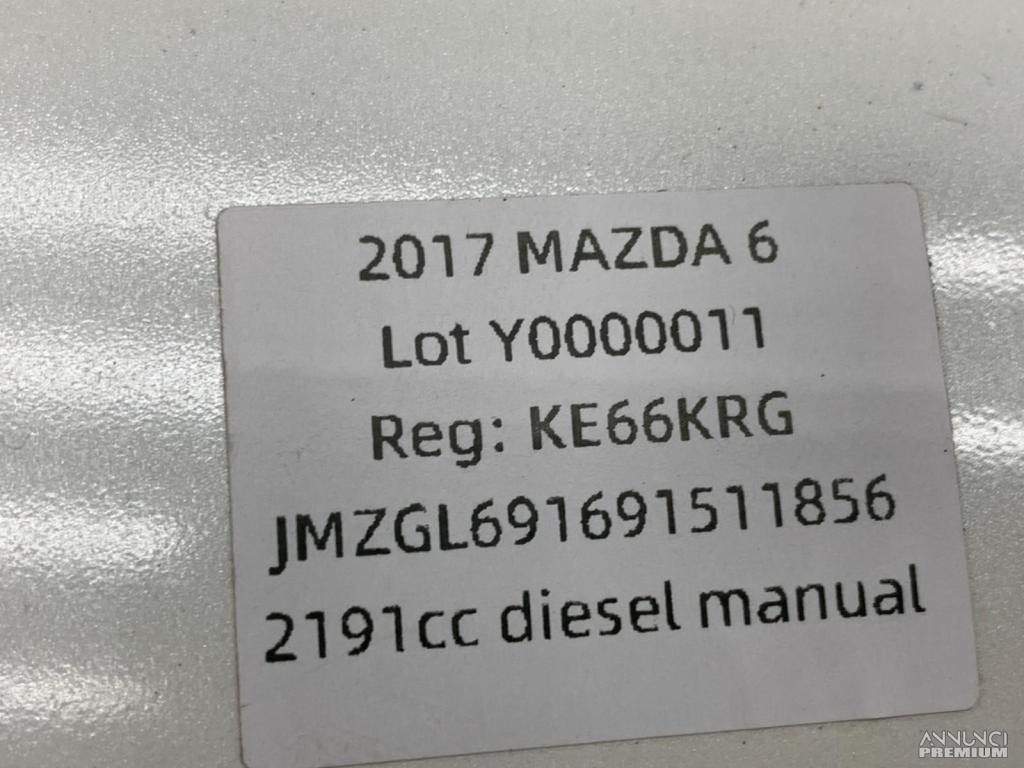 2017 MAZDA 6
Lot Y0000011
Reg: KE66KRG
JMZGL691691511856
2191cc diesel manual
ANNUNCI
PREMIUM